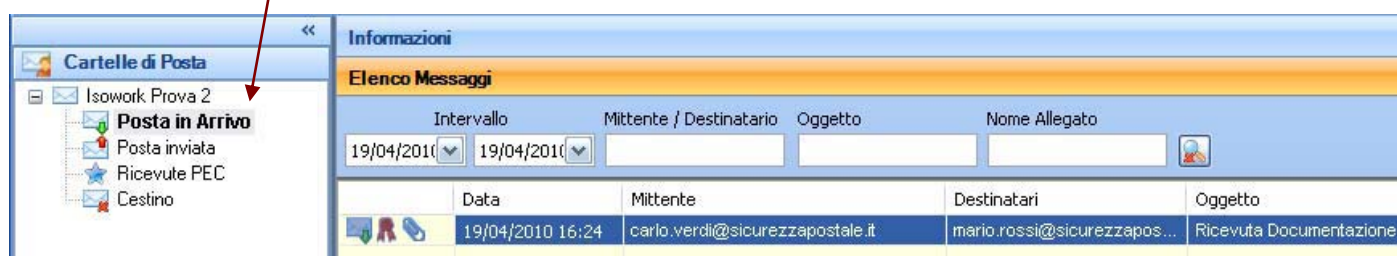 «
Informazioni
Cartelle di Posta
Elenco Messaggi
Isowork Prova 2
Posta in Arrivo
Posta inviata
Ricevute PEC
Cestino
Intervallo Mittente / Destinatario Oggetto Nome Allegato
19/04/201 19/04/201
Data Mittente Destinatari Oggetto
19/04/2010 16:24 carlo.verdi@sicurezzapostale.it mario.rossi@sicurezzapos... Ricevuta Documentazione